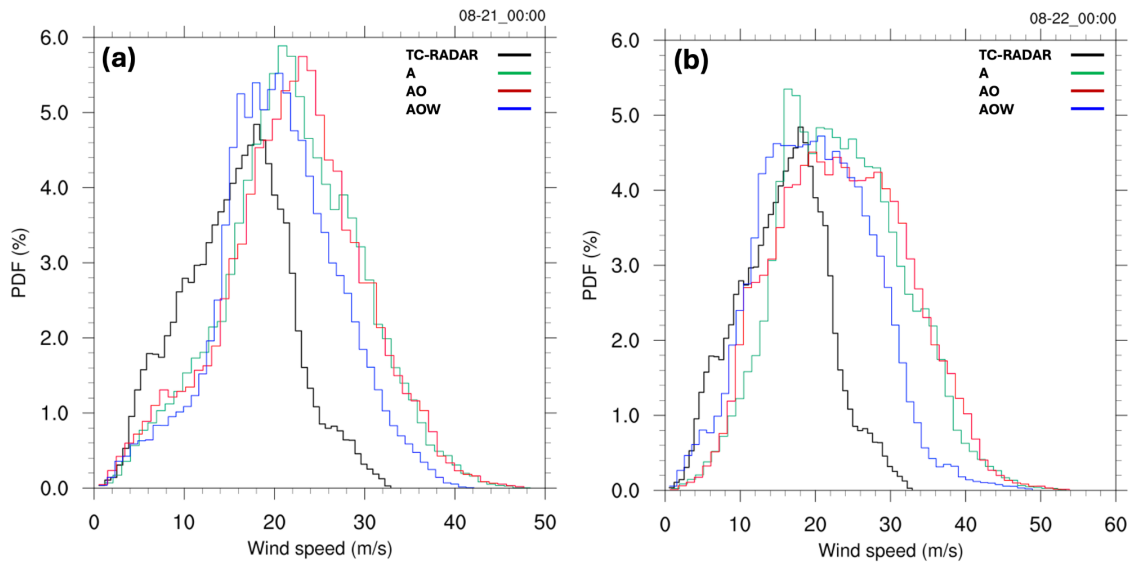 08-21_00:00
(a)
TC-RADAR
A
AO
AOW
6.0
5.0
4.0
3.0
2.0
1.0
0.0
PDF (%)
0 10 20 30 40 50
Wind speed (m/s)
08-22_00:00
(b)
TC-RADAR
A
AO
AOW
6.0
5.0
4.0
3.0
2.0
1.0
0.0
PDF (%)
0 10 20 30 40 50 60
Wind speed (m/s)